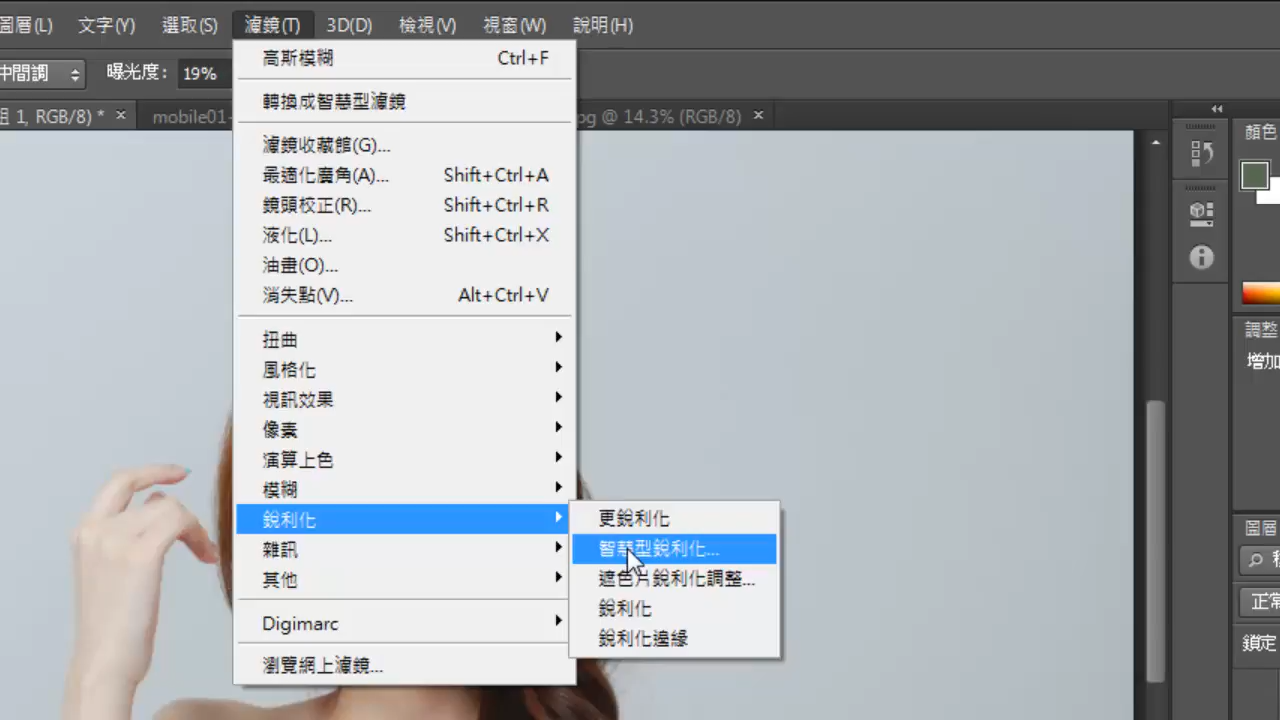 圖層(L) 文字(Y) 選取(S) 濾鏡(T) 3D(D) 檢視(V) 視窗(W) 說明(H)
中間調 曝光度： 19%
組 1, RGB/8) * × mobile01- pg @ 14.3% (RGB/8) ×
高斯模糊 Ctrl+F
轉換成智慧型濾鏡
濾鏡收藏館(G)...
最適化廣角(A)... Shift+Ctrl+A
鏡頭校正(R)... Shift+Ctrl+R
液化(L)... Shift+Ctrl+X
油畫(O)...
消失點(V)... Alt+Ctrl+V
扭曲
風格化
視訊效果
像素
演算上色
模糊
銳利化
雜訊
其他
Digimarc
瀏覽網上濾鏡...
更銳利化
智慧型銳利化...
遮色片銳利化調整...
銳利化
銳利化邊緣
顏色
調整
增加
圖層
正常
鎖定